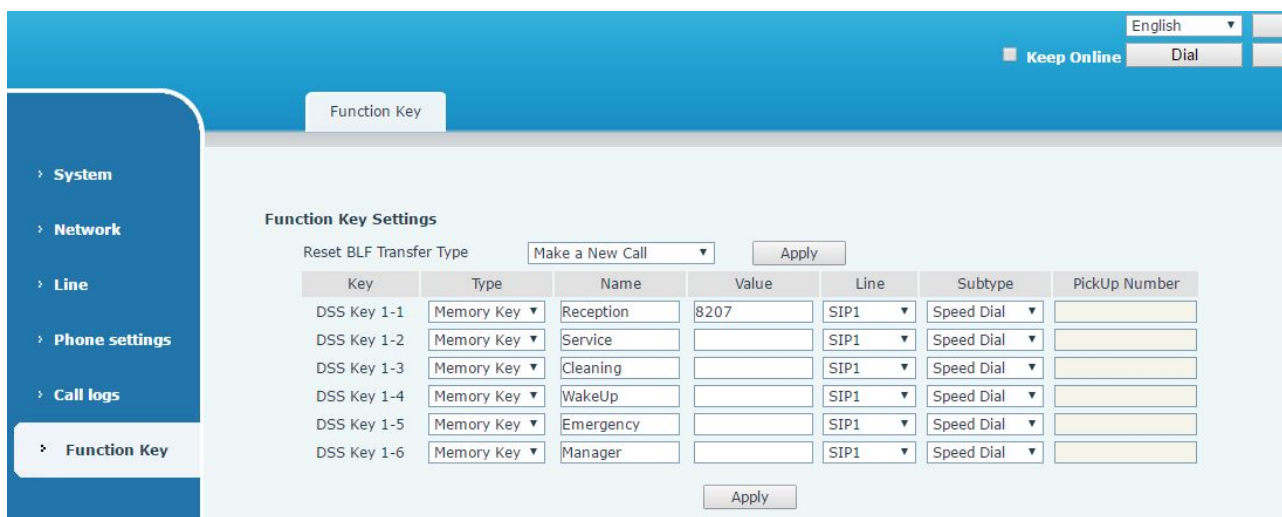 English
Keep Online
Dial
Function Key
System
Network
Line
Phone settings
Call logs
Function Key
Function Key Settings
Reset BLF Transfer Type Make a New Call Apply
Key Type Name Value Line Subtype PickUp Number
DSS Key 1-1 Memory Key Reception 8207 SIP1 Speed Dial
DSS Key 1-2 Memory Key Service SIP1 Speed Dial
DSS Key 1-3 Memory Key Cleaning SIP1 Speed Dial
DSS Key 1-4 Memory Key WakeUp SIP1 Speed Dial
DSS Key 1-5 Memory Key Emergency SIP1 Speed Dial
DSS Key 1-6 Memory Key Manager SIP1 Speed Dial
Apply